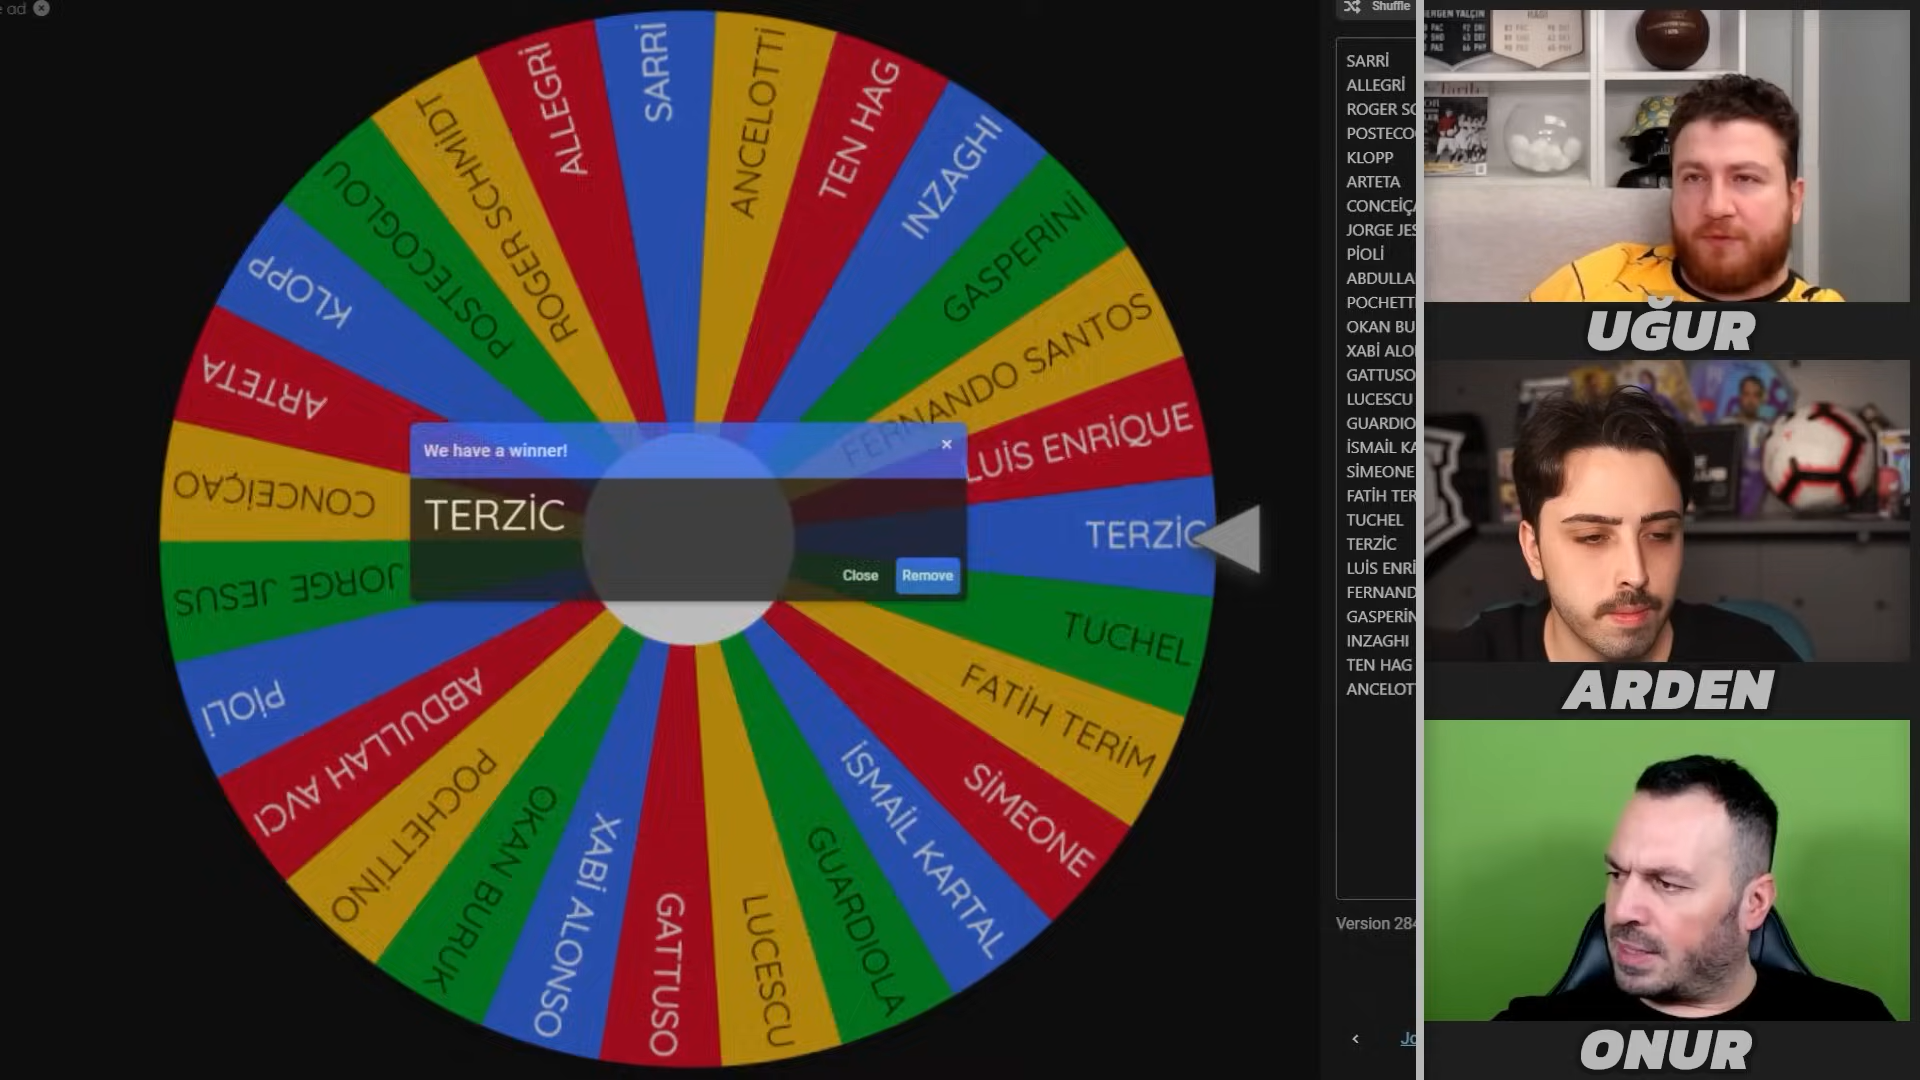 e ad
SARRİ
ANCELOTTİ
TEN HAG
INZAGHI
GASPERİNİ
FERNANDO SANTOS
LUİS ENRİQUE
TERZİC
TUCHEL
FATİH TERİM
SİMEONE
İSMAİL KARTAL
GUARDIOLA
LUCESCU
GATTUSO
XABİ ALONSO
OKAN BURUK
POCHETTİNO
ABDULLAH AVCI
PİOLİ
JORGE JESUS
CONCEİÇAO
ARTETA
KLOPP
POSTECOGLOU
ROGER SCHMİDT
ALLEGRİ
We have a winner!
×
TERZİC
Close
Remove
Shuffle
SARRİ
ALLEGRİ
ROGER SC
POSTECO
KLOPP
ARTETA
CONCEİÇA
JORGE JES
PİOLİ
ABDULLA
POCHETT
OKAN BU
XABİ ALO
GATTUSO
LUCESCU
GUARDIO
İSMAİL KA
SİMEONE
FATİH TER
TUCHEL
TERZİC
LUİS ENRİ
FERNAND
GASPERİN
INZAGHI
TEN HAG
ANCELOT
Version 284
Jo
UĞUR
ARDEN
ONUR